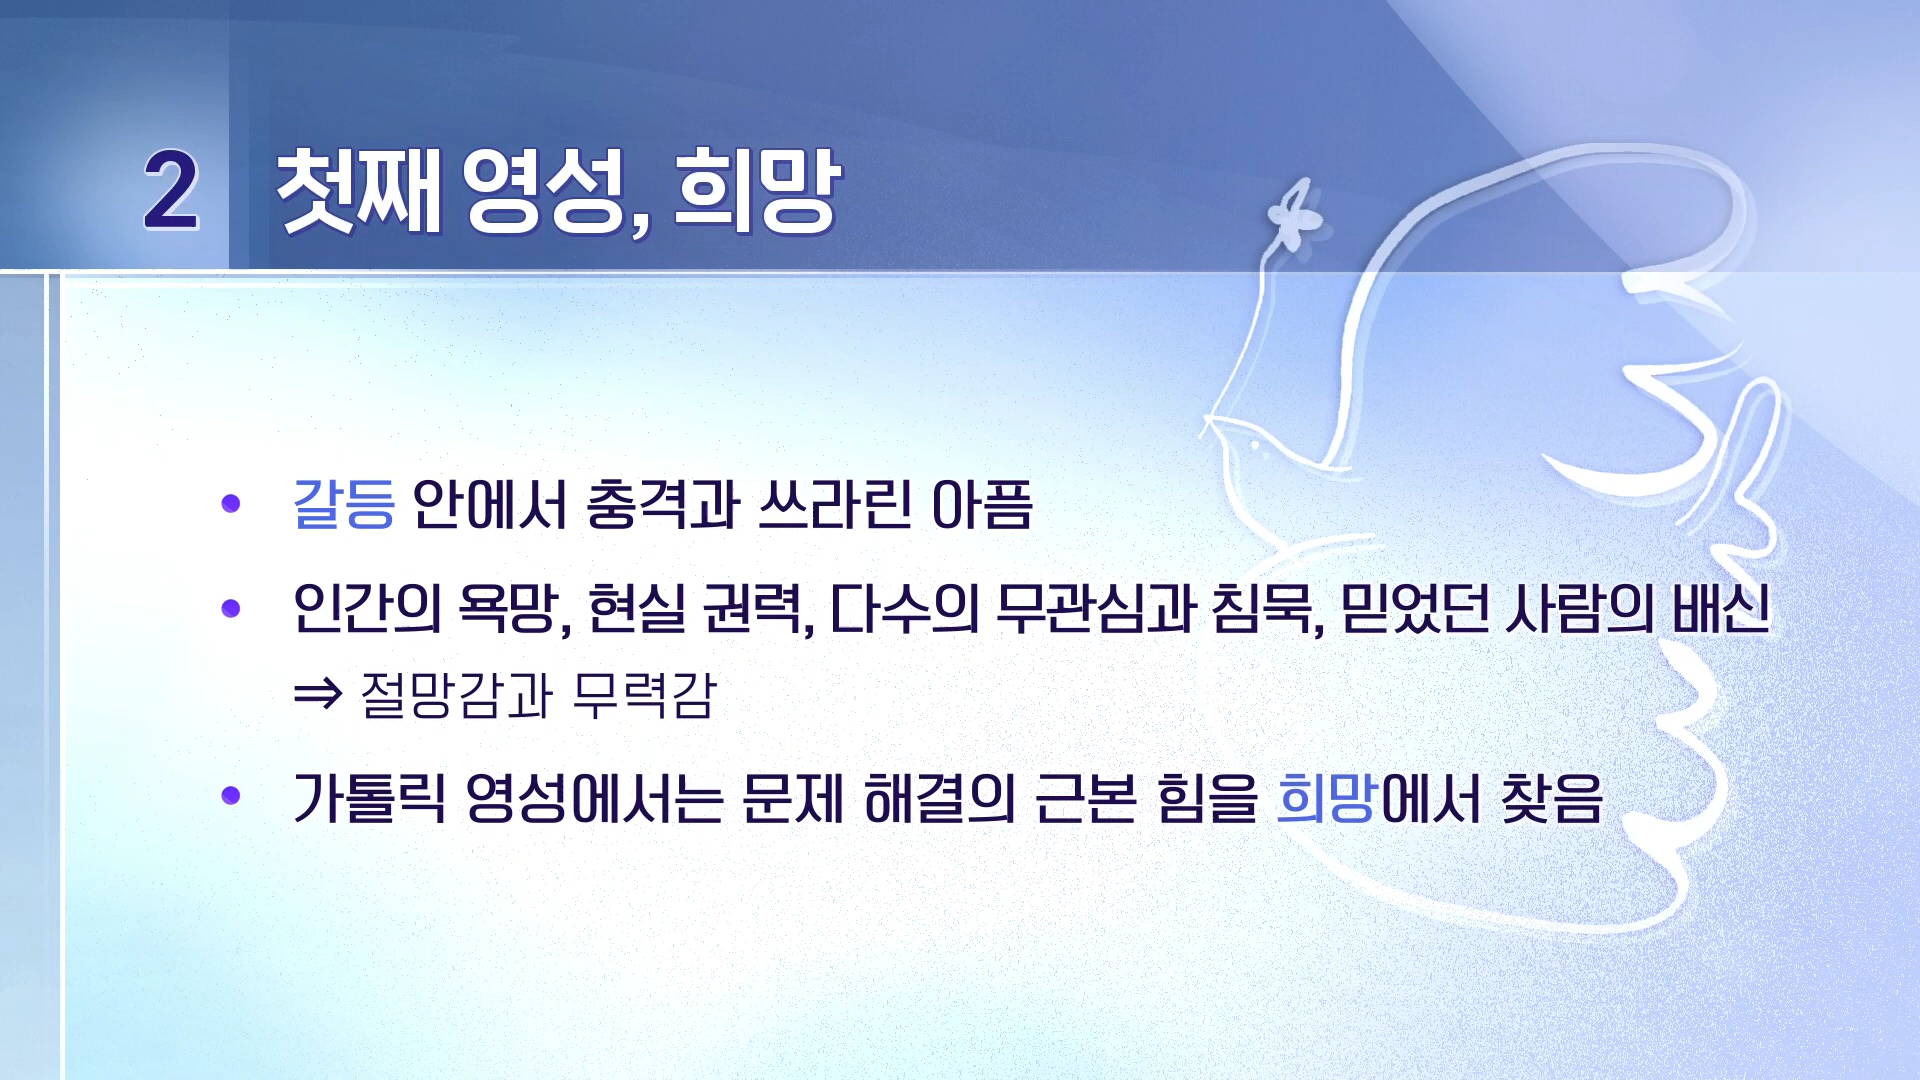 2 첫째 영성, 희망
• 갈등 안에서 충격과 쓰라린 아픔
• 인간의 욕망, 현실 권력, 다수의 무관심과 침묵, 믿었던 사람의 배신
⇒ 절망감과 무력감
• 가톨릭 영성에서는 문제 해결의 근본 힘을 희망에서 찾음